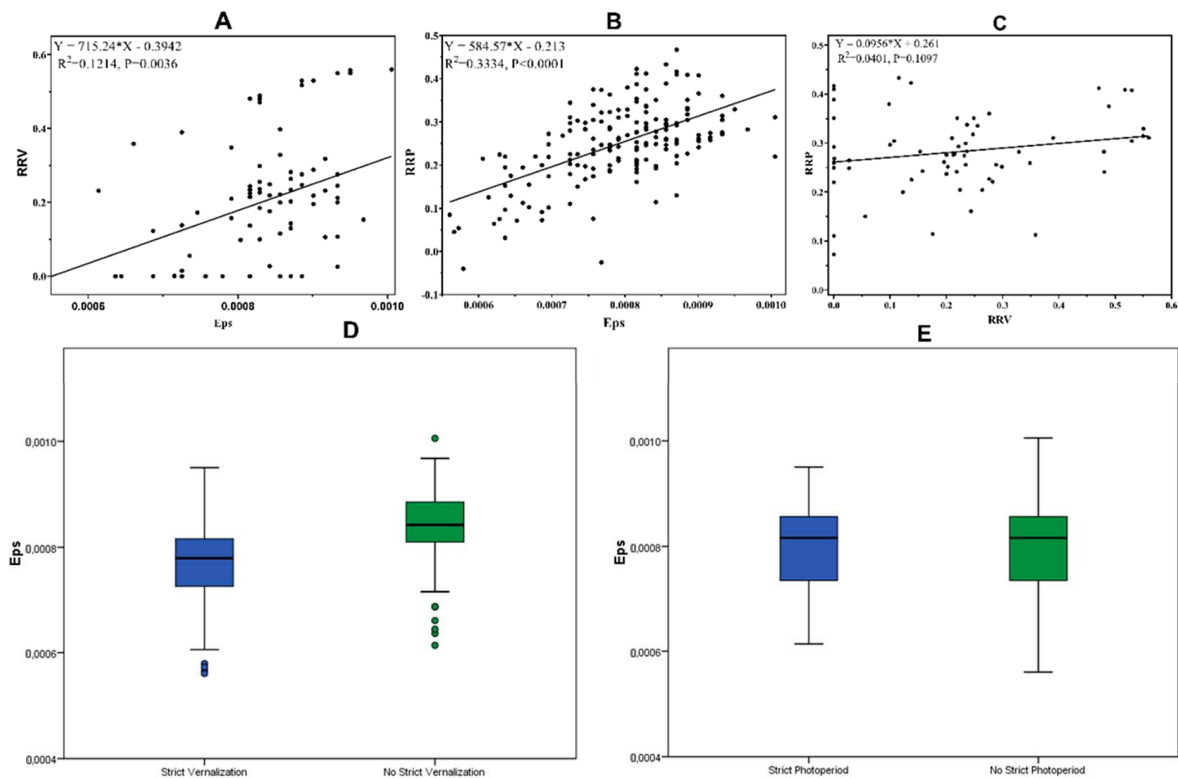 A
Y = 715.24*X - 0.3942
R²=0.1214, P=0.0036
RRV
0.6
0.4
0.2
0.0
0.0006
0.0008
0.0010
Eps
B
Y = 584.57*X - 0.213
R²=0.3334, P<0.0001
RRP
0.5
0.4
0.3
0.2
0.1
0.0
-0.1
0.0006
0.0007
0.0008
0.0009
0.0010
Eps
C
Y = 0.0956*X + 0.261
R²=0.0401, P=0.1097
RRP
0.5
0.4
0.3
0.2
0.1
0.0
0.0
0.1
0.2
0.3
0.4
0.5
0.6
RRV
D
Eps
0,0010
0,0008
0,0006
0,0004
Strict Vernalization
No Strict Vernalization
E
Eps
0,0010
0,0008
0,0006
0,0004
Strict Photoperiod
No Strict Photoperiod